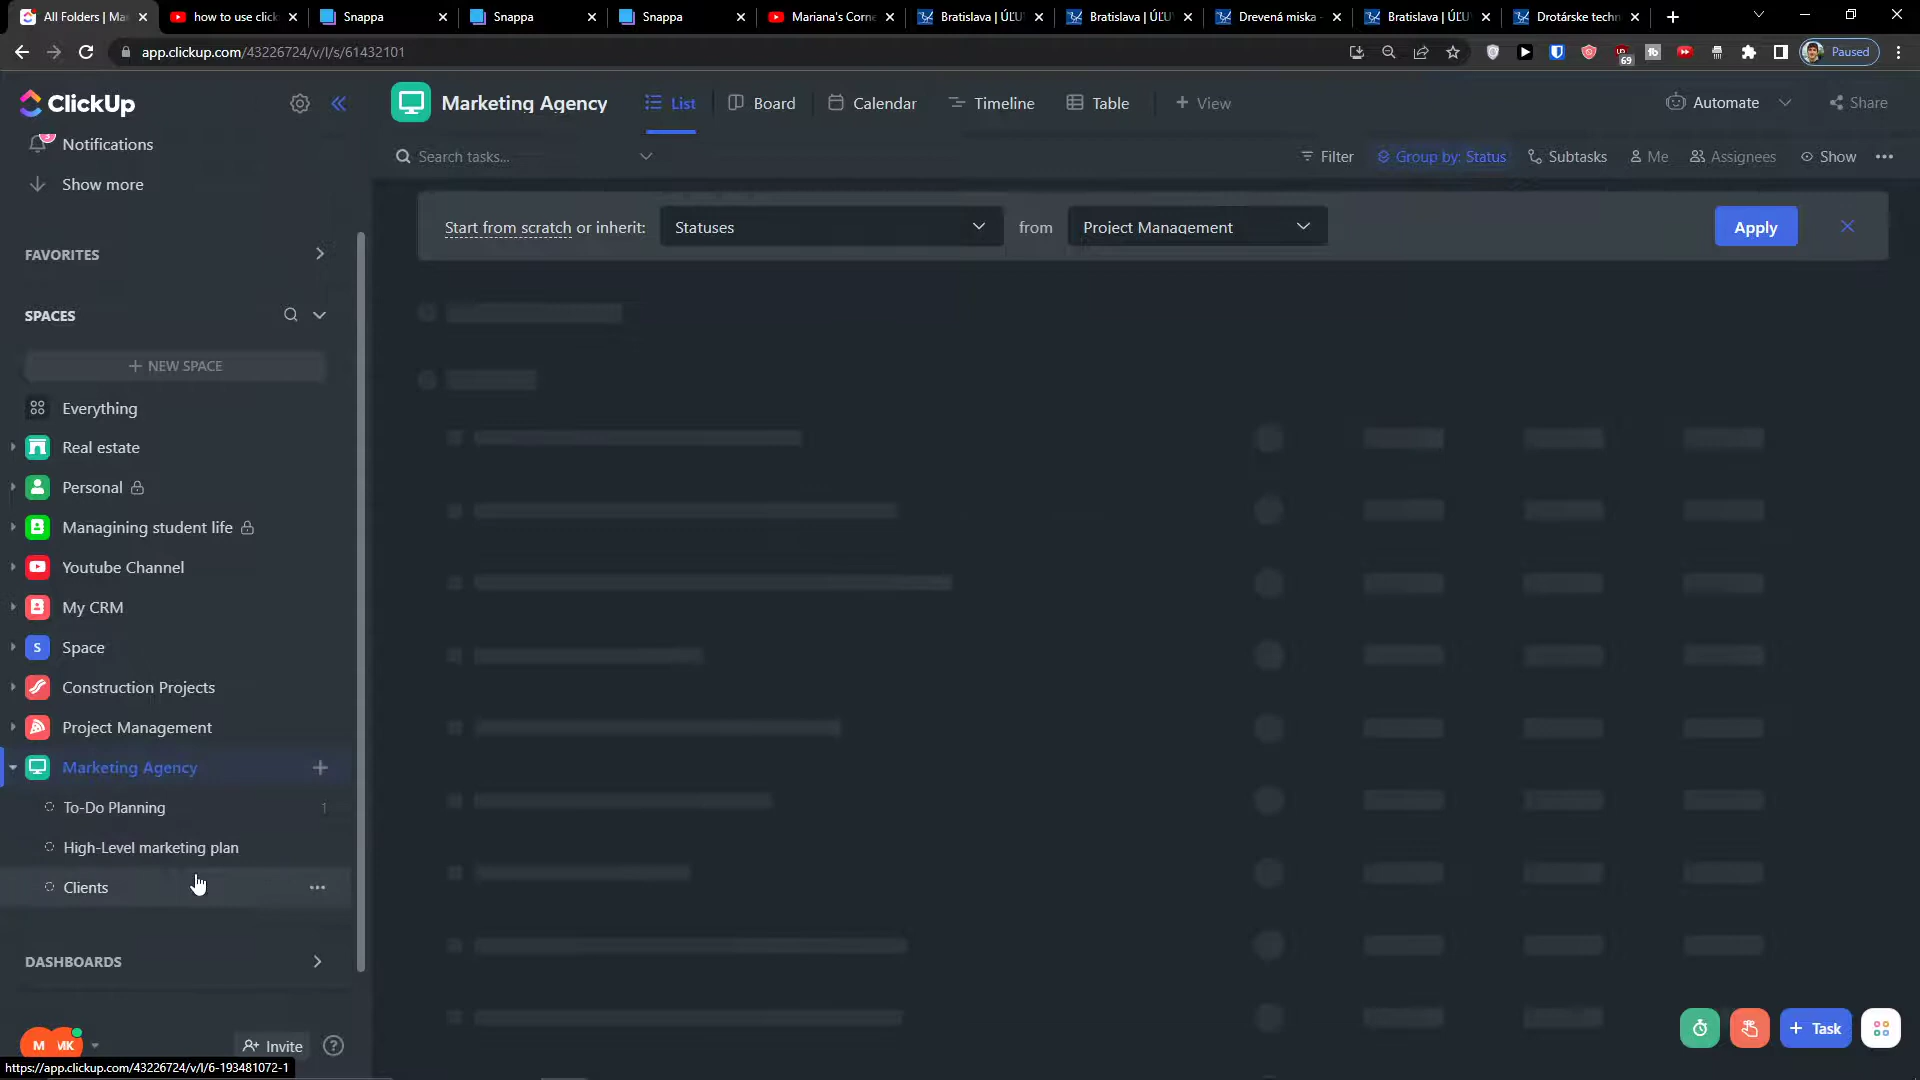 All Folders | Ma
how to use click
Snappa
Snappa
Snappa
Mariana's Corne
Bratislava | ÚĽU
Bratislava | ÚĽU
Drevená miska -
Bratislava | ÚĽU
Drotárske techn
app.clickup.com/43226724/v/l/s/61432101
69
fb
Paused
ClickUp
Marketing Agency
List
Board
Calendar
Timeline
Table
+ View
Automate
Share
3
Notifications
Show more
Search tasks...
Filter
Group by: Status
Subtasks
Me
Assignees
Show
Start from scratch or inherit:
Statuses
from
Project Management
Apply
FAVORITES
SPACES
+ NEW SPACE
Everything
Real estate
Personal
Managining student life
Youtube Channel
My CRM
S Space
Construction Projects
Project Management
Marketing Agency
To-Do Planning 1
High-Level marketing plan
Clients
DASHBOARDS
M MK
Invite
+ Task
https://app.clickup.com/43226724/v/l/6-193481072-1